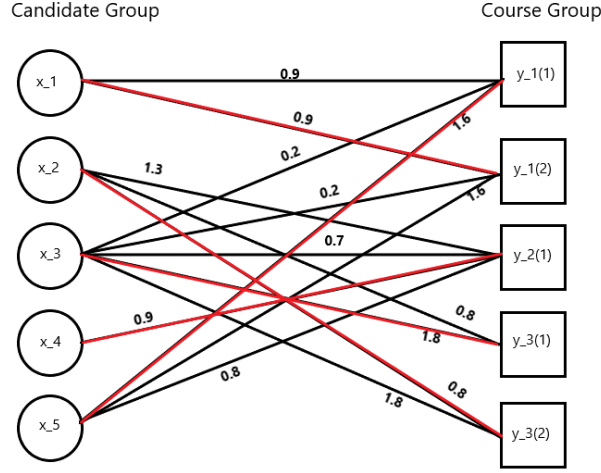 Candidate Group
Course Group
x_1
0.9
y_1(1)
0.9
1.6
x_2
1.3
0.2
y_1(2)
0.2
1.6
x_3
0.7
y_2(1)
x_4
0.9
0.8
1.8
y_3(1)
0.8
x_5
1.8
0.8
y_3(2)